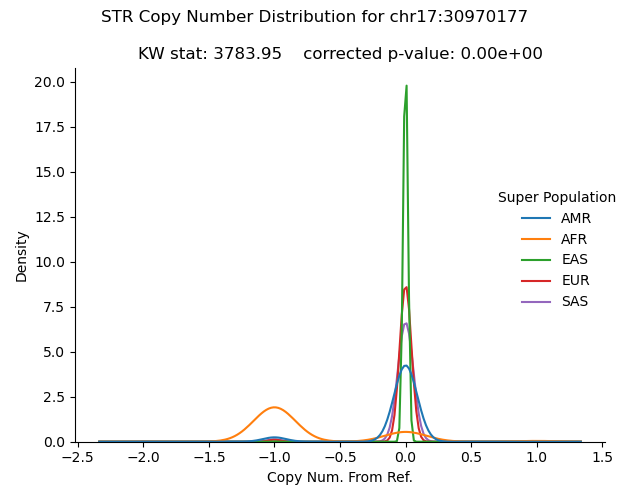 STR Copy Number Distribution for chr17:30970177
KW stat: 3783.95    corrected p-value: 0.00e+00
20.0
17.5
15.0
12.5
10.0
7.5
5.0
2.5
0.0
Density
Super Population
AMR
AFR
EAS
EUR
SAS
−2.5 −2.0 −1.5 −1.0 −0.5 0.0 0.5 1.0 1.5
Copy Num. From Ref.